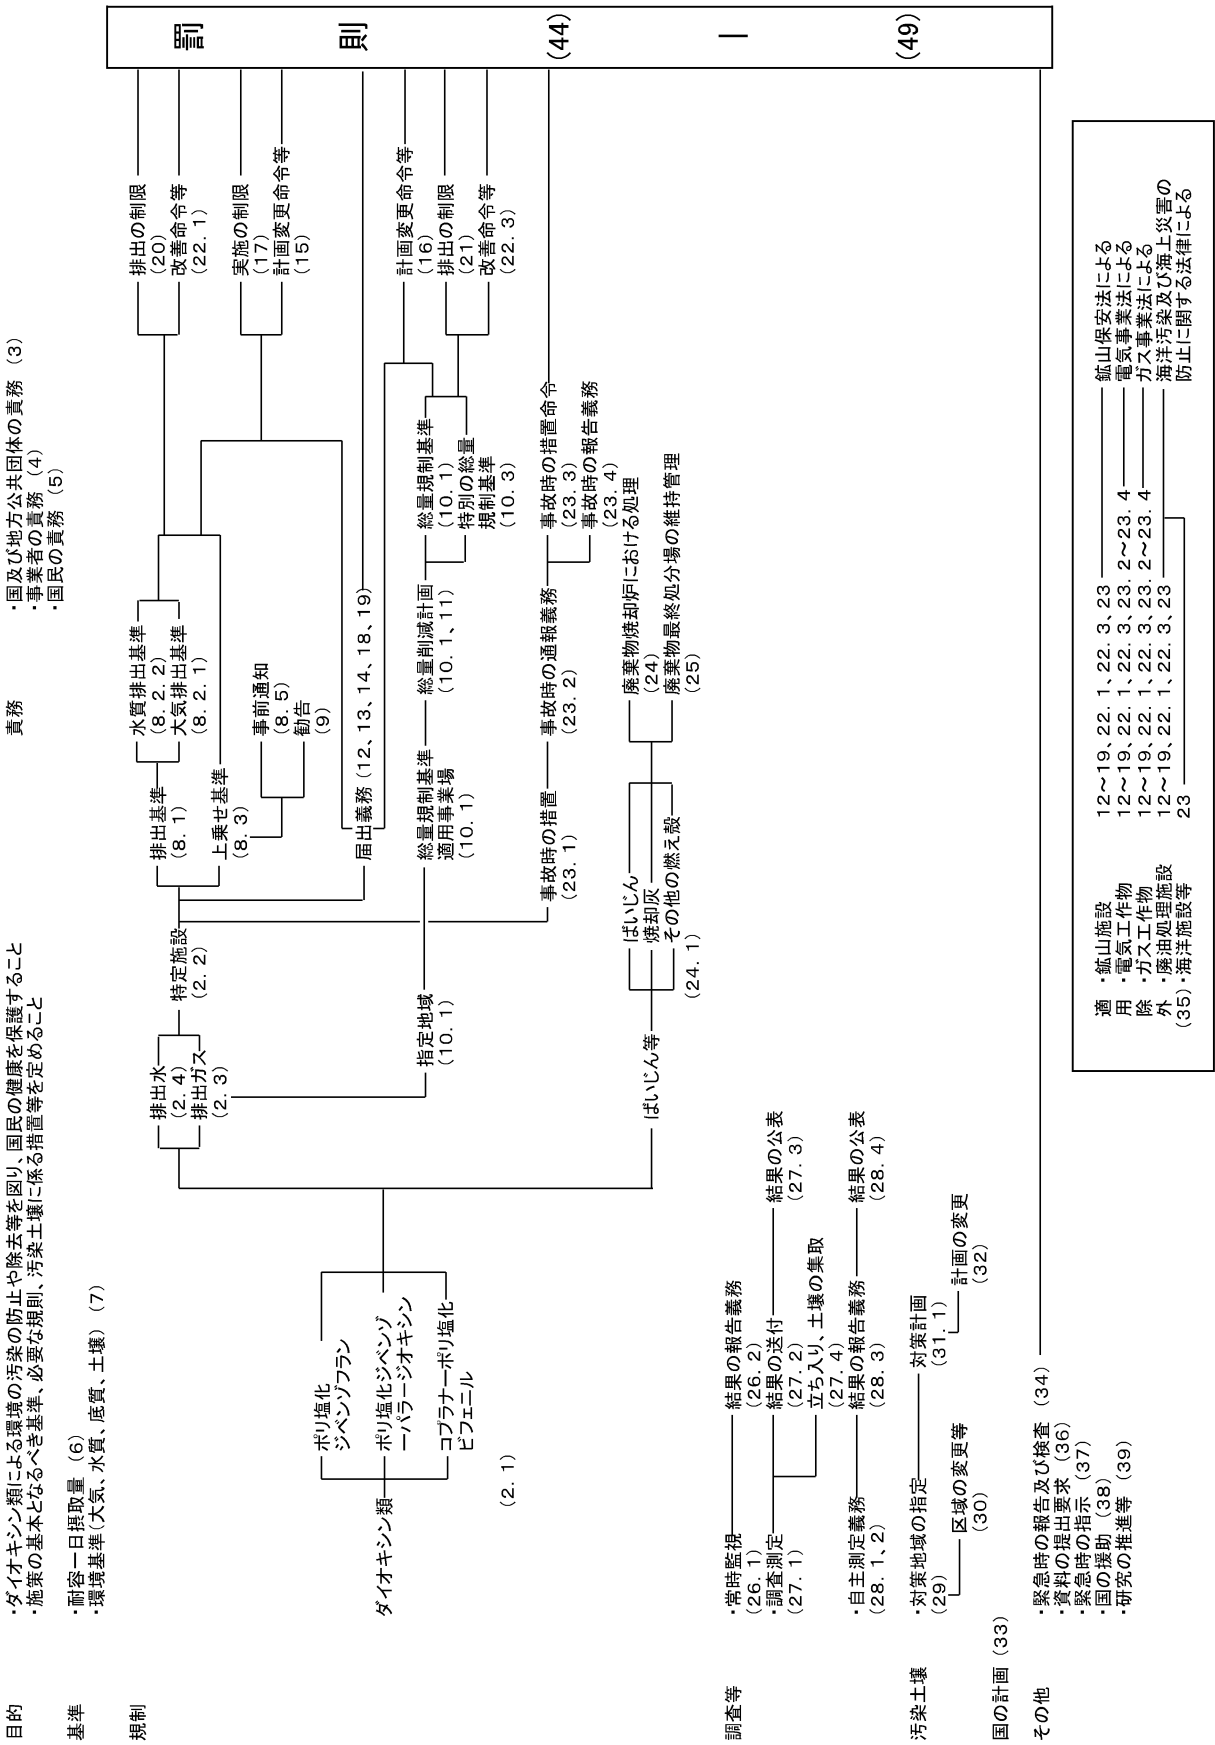 目的
・ダイオキシン類による環境の汚染の防止や除去等を図り、国民の健康を保護すること
・施策の基本となるべき基準、必要な規則、汚染土壌に係る措置等を定めること
責務
・国及び地方公共団体の責務 (3)
・事業者の責務 (4)
・国民の責務 (5)
基準
・耐容一日摂取量 (6)
・環境基準(大気、水質、底質、土壌) (7)
規制
ダイオキシン類
ポリ塩化
ジベンゾフラン
ポリ塩化ジベンゾ
ーパラージオキシン
コプラナーポリ塩化
ビフェニル
(2. 1)
排出水
(2. 4)
排出ガス
(2. 3)
特定施設
(2. 2)
排出基準
(8. 1)
上乗せ基準
(8. 3)
水質排出基準
(8. 2. 2)
大気排出基準
(8. 2. 1)
事前通知
(8. 5)
勧告
(9)
届出義務 (12、13、14、18、19)
排出の制限
(20)
改善命令等
(22. 1)
実施の制限
(17)
計画変更命令等
(15)
指定地域
(10. 1)
総量規制基準
適用事業場
(10. 1)
総量削減計画
(10. 1、11)
総量規制基準
(10. 1)
特別の総量
規制基準
(10. 3)
計画変更命令等
(16)
排出の制限
(21)
改善命令等
(22. 3)
事故時の措置
(23. 1)
事故時の通報義務
(23. 2)
事故時の措置命令
(23. 3)
事故時の報告義務
(23. 4)
ばいじん等
ばいじん
焼却灰
その他の燃え殻
(24. 1)
廃棄物焼却炉における処理
(24)
廃棄物最終処分場の維持管理
(25)
罰則 (44) ー (49)
調査等
・常時監視
(26. 1)
結果の報告義務
(26. 2)
・調査測定
(27. 1)
結果の送付
(27. 2)
結果の公表
(27. 3)
立ち入り、土壌の集取
(27. 4)
・自主測定義務
(28. 1、2)
結果の報告義務
(28. 3)
結果の公表
(28. 4)
汚染土壌
・対策地域の指定
(29)
区域の変更等
(30)
対策計画
(31. 1)
計画の変更
(32)
国の計画 (33)
その他
・緊急時の報告及び検査 (34)
・資料の提出要求 (36)
・緊急時の指示 (37)
・国の援助 (38)
・研究の推進等 (39)
適用除外
(35)
・鉱山施設 12～19、22. 1、22. 3、23 鉱山保安法による
・電気工作物 12～19、22. 1、22. 3、23. 2～23. 4 電気事業法による
・ガス工作物 12～19、22. 1、22. 3、23. 2～23. 4 ガス事業法による
・廃油処理施設 12～19、22. 1、22. 3、23 海洋汚染及び海上災害の
・海洋施設等 23 防止に関する法律による